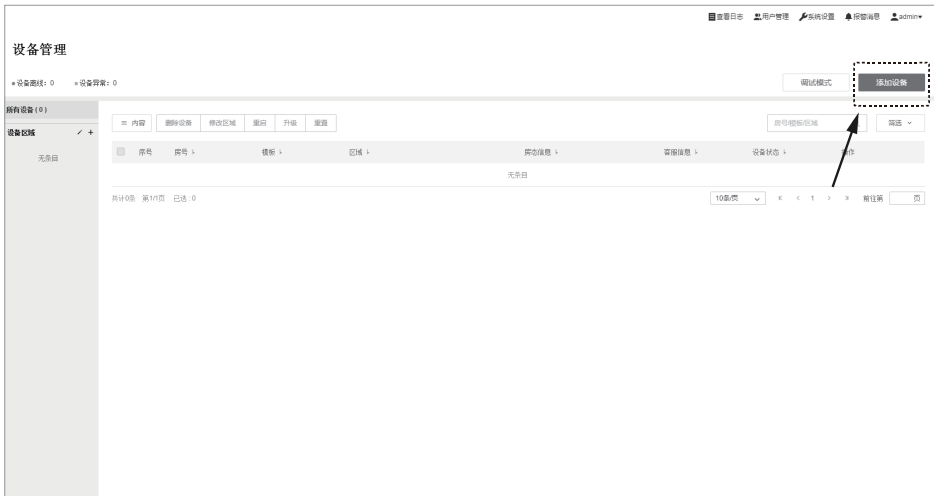 查看日志 用户管理 系统设置 报警消息 admin
设备管理
设备离线：0 设备异常：0
调试模式 添加设备
所有设备(0)
设备区域
无条目
内容 删除设备 修改区域 重启 升级 重置
房号/模板/区域 筛选
序号 房号 模板 区域 房态信息 客服信息 设备状态 操作
无条目
共计0条 第1/1页 已选:0
10条/页 1 前往第 页